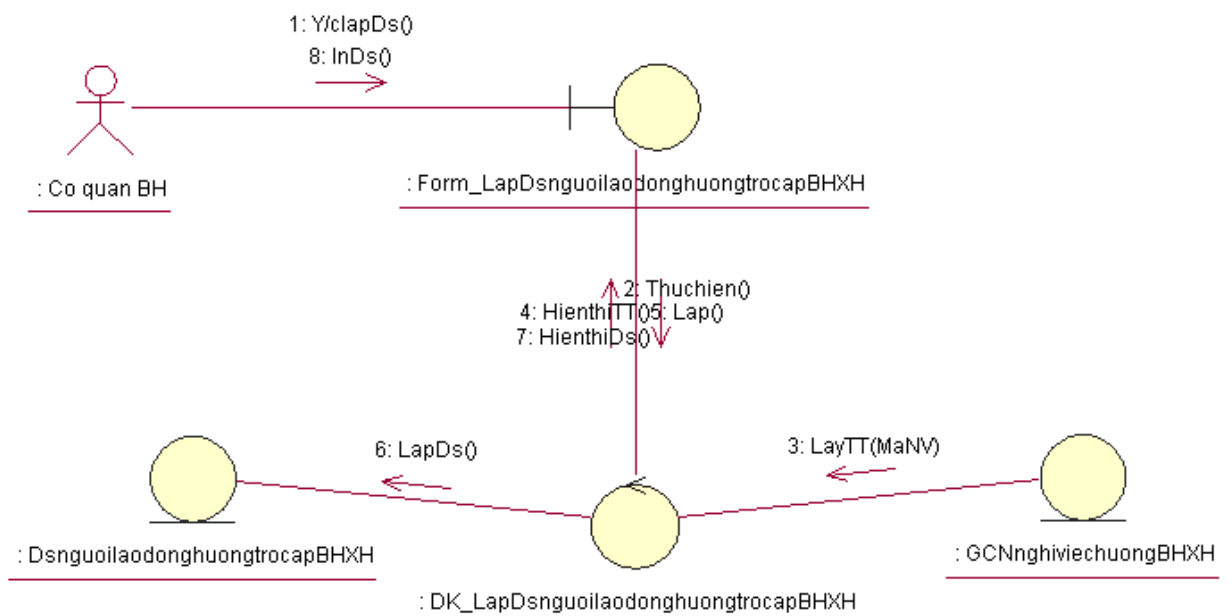 1: Y/clapDs()
8: InDs()
: Co quan BH
: Form_LapDsnguoilaodonghuongtrocapBHXH
2: Thuchien()
4: HienthiTT()
5: Lap()
7: HienthiDs()
6: LapDs()
3: LayTT(MaNV)
: DsnguoilaodonghuongtrocapBHXH
: GCNnghiviechuongBHXH
: DK_LapDsnguoilaodonghuongtrocapBHXH